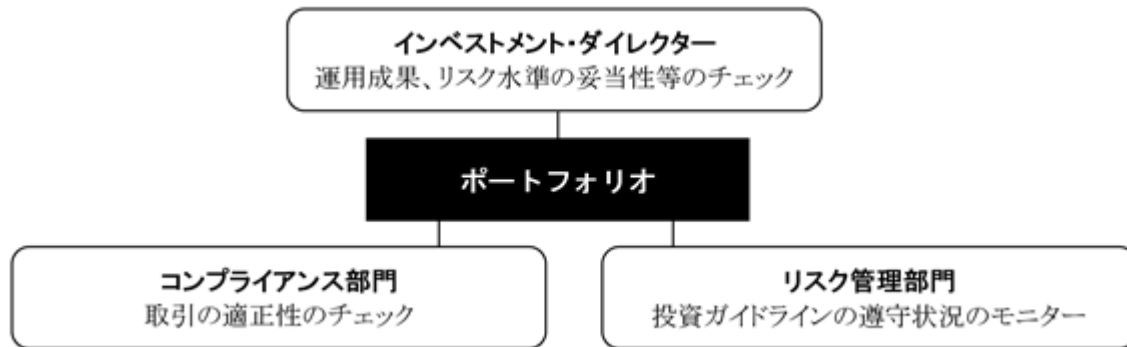 インベストメント・ダイレクター
運用成果、リスク水準の妥当性等のチェック
ポートフォリオ
コンプライアンス部門
取引の適正性のチェック
リスク管理部門
投資ガイドラインの遵守状況のモニター